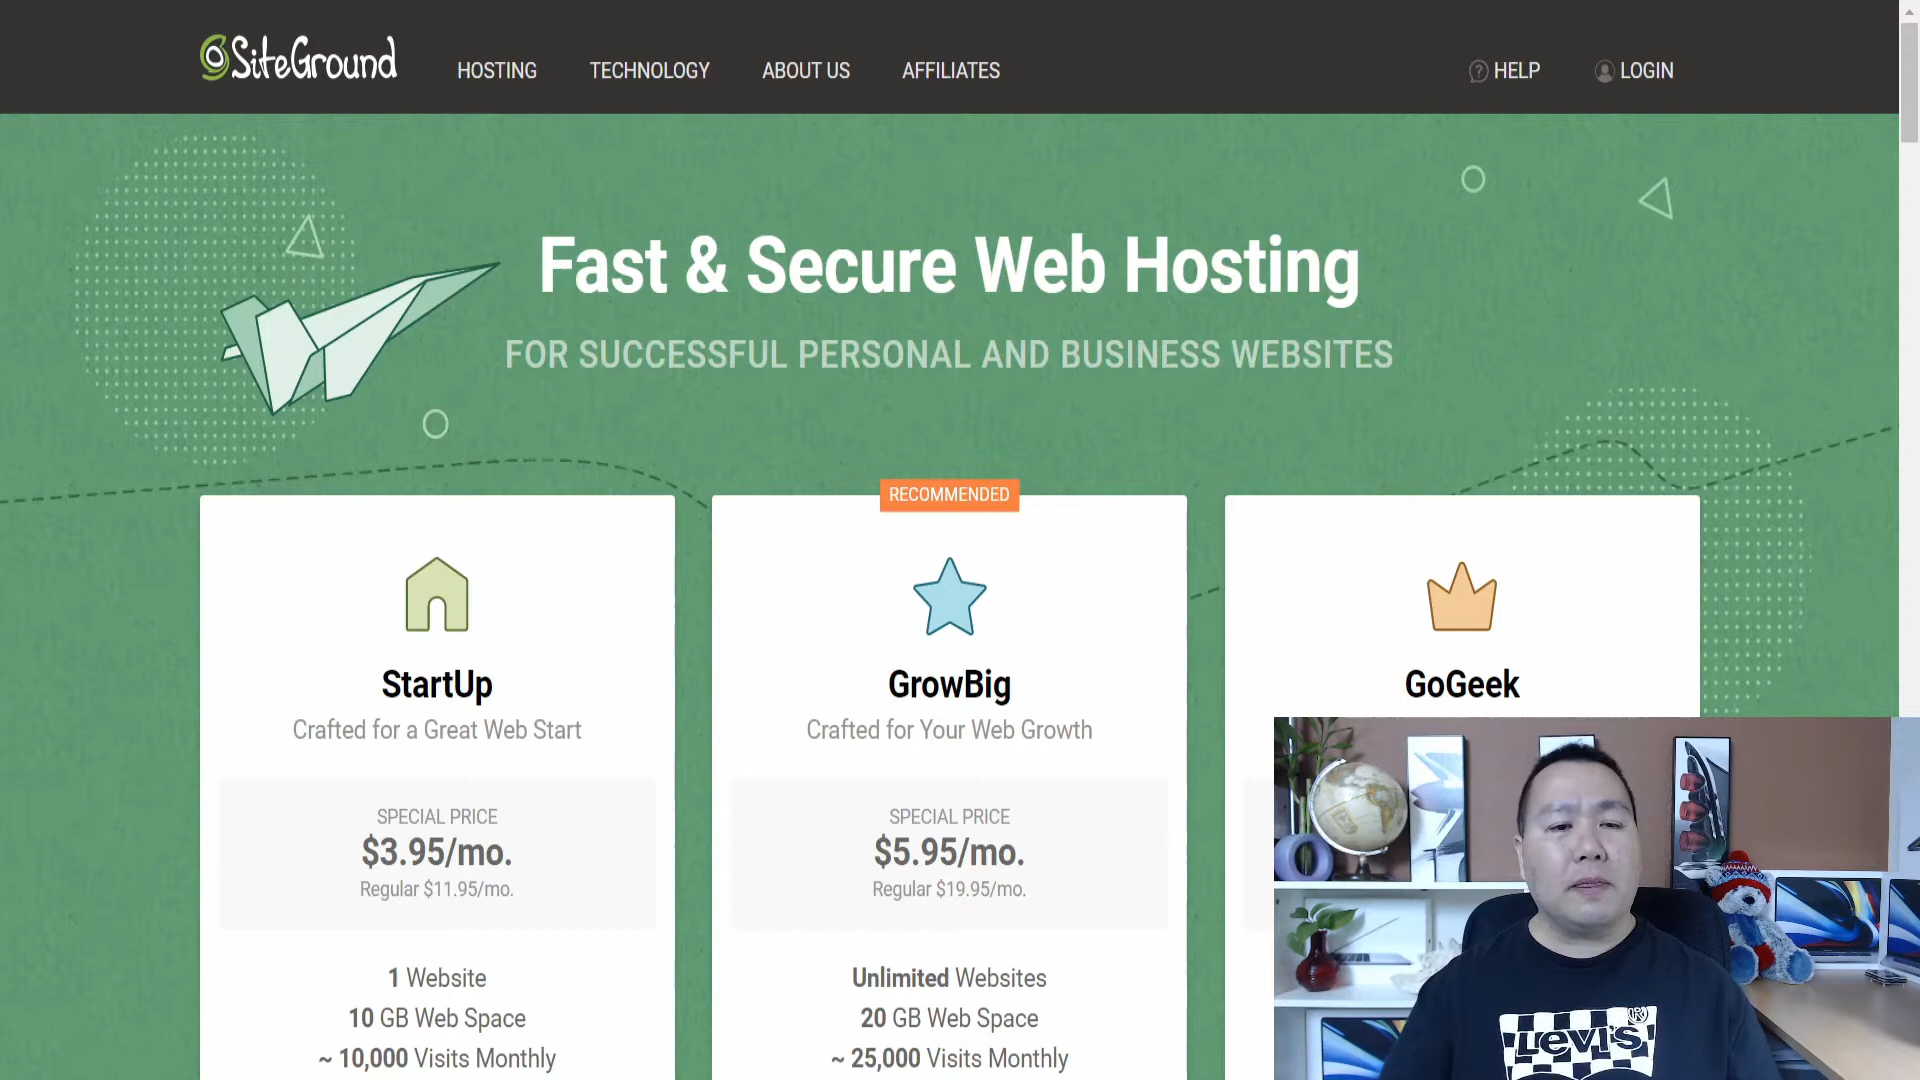 SiteGround
HOSTING
TECHNOLOGY
ABOUT US
AFFILIATES
HELP
LOGIN
Fast & Secure Web Hosting
FOR SUCCESSFUL PERSONAL AND BUSINESS WEBSITES
StartUp
Crafted for a Great Web Start
SPECIAL PRICE
$3.95/mo.
Regular $11.95/mo.
1 Website
10 GB Web Space
~ 10,000 Visits Monthly
RECOMMENDED
GrowBig
Crafted for Your Web Growth
SPECIAL PRICE
$5.95/mo.
Regular $19.95/mo.
Unlimited Websites
20 GB Web Space
~ 25,000 Visits Monthly
GoGeek
Levi's
®